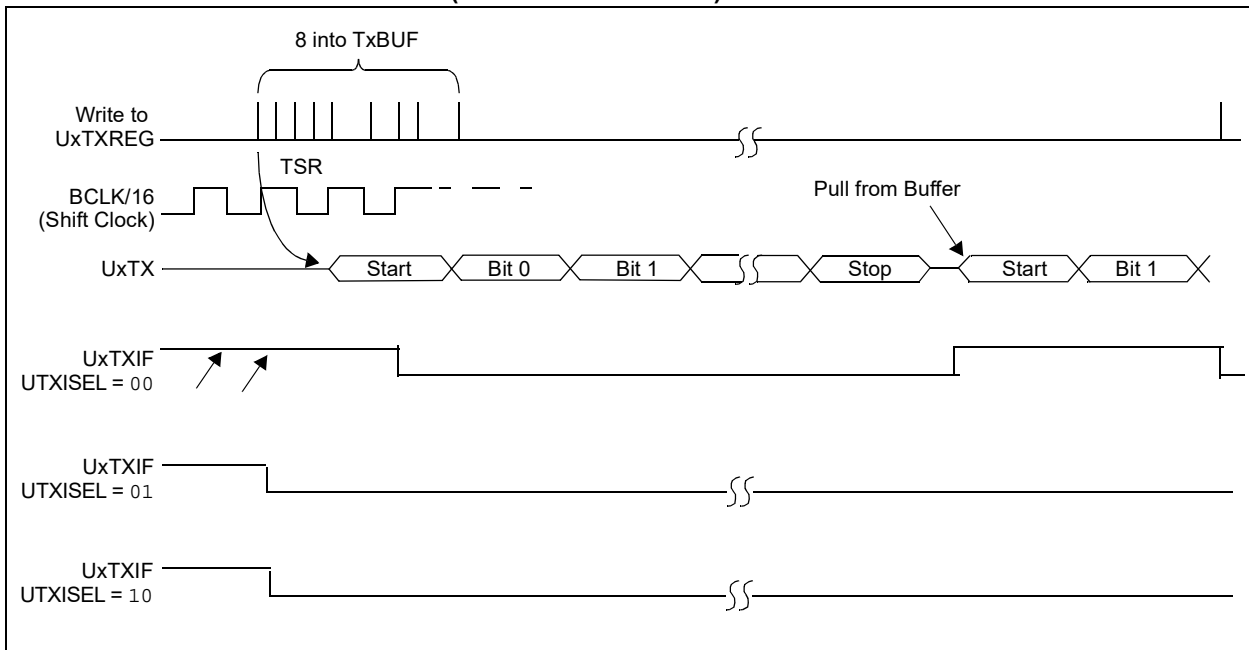 8 into TxBUF
Write to
UxTXREG
TSR
BCLK/16
(Shift Clock)
Pull from Buffer
UxTX
Start
Bit 0
Bit 1
Stop
Start
Bit 1
UxTXIF
UTXISEL = 00
UxTXIF
UTXISEL = 01
UxTXIF
UTXISEL = 10